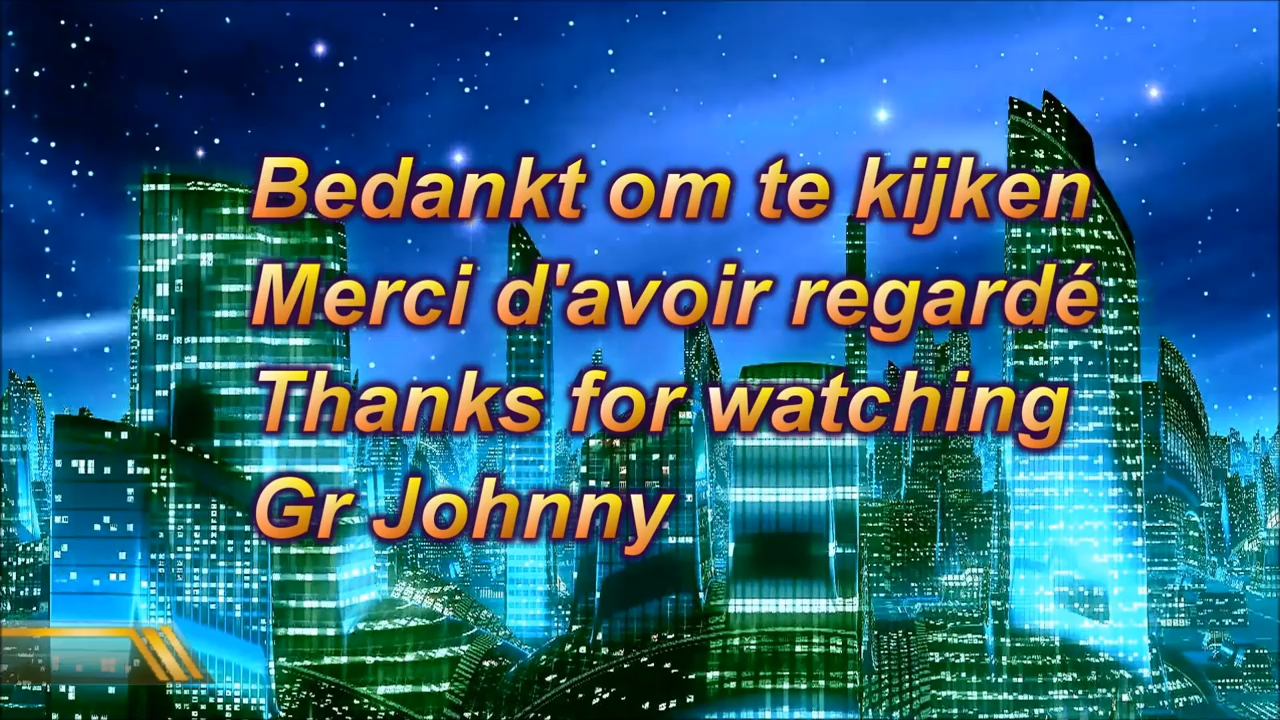 Bedankt om te kijken
Merci d'avoir regardé
Thanks for watching
Gr Johnny